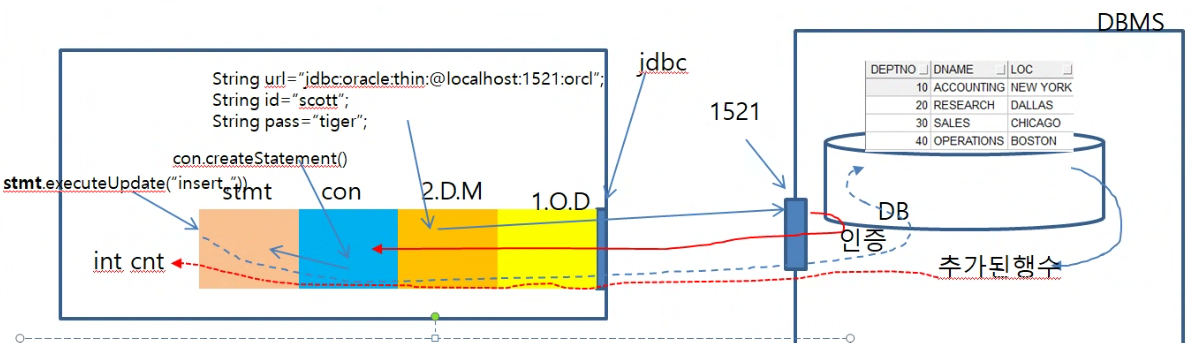 DBMS
String url=“jdbc:oracle:thin:@localhost:1521:orcl”;
String id=“scott”;
String pass=“tiger”;
jdbc
1521
DEPTNO DNAME LOC
10 ACCOUNTING NEW YORK
20 RESEARCH DALLAS
30 SALES CHICAGO
40 OPERATIONS BOSTON
con.createStatement()
stmt.executeUpdate(“insert_”))
stmt con 2.D.M 1.O.D
DB
인증
int cnt
추가된행수